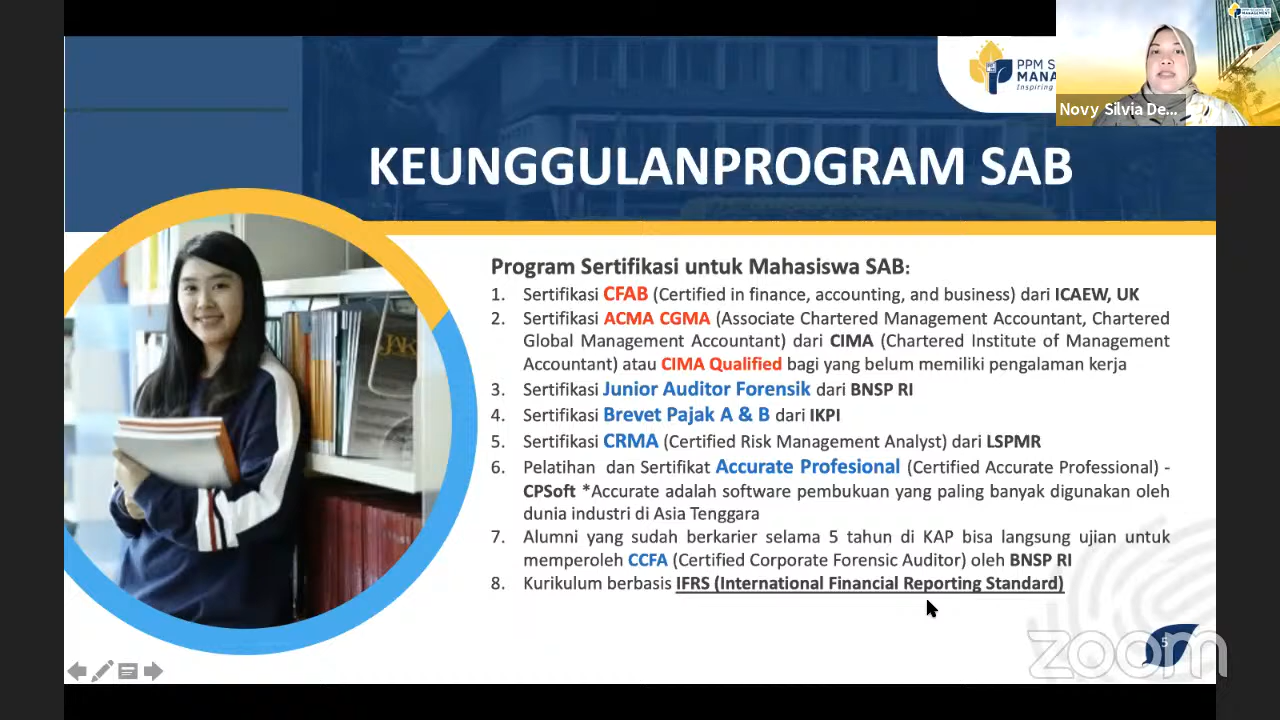 PPM S
MANA
Inspiring
MANAGEMENT
Novy Silvia De...
KEUNGGULANPROGRAM SAB
Program Sertifikasi untuk Mahasiswa SAB:
1. Sertifikasi CFAB (Certified in finance, accounting, and business) dari ICAEW, UK
2. Sertifikasi ACMA CGMA (Associate Chartered Management Accountant, Chartered
Global Management Accountant) dari CIMA (Chartered Institute of Management
Accountant) atau CIMA Qualified bagi yang belum memiliki pengalaman kerja
3. Sertifikasi Junior Auditor Forensik dari BNSP RI
4. Sertifikasi Brevet Pajak A & B dari IKPI
5. Sertifikasi CRMA (Certified Risk Management Analyst) dari LSPMR
6. Pelatihan dan Sertifikat Accurate Profesional (Certified Accurate Professional) -
CPSoft *Accurate adalah software pembukuan yang paling banyak digunakan oleh
dunia industri di Asia Tenggara
7. Alumni yang sudah berkarier selama 5 tahun di KAP bisa langsung ujian untuk
memperoleh CCFA (Certified Corporate Forensic Auditor) oleh BNSP RI
8. Kurikulum berbasis IFRS (International Financial Reporting Standard)
5
zoom